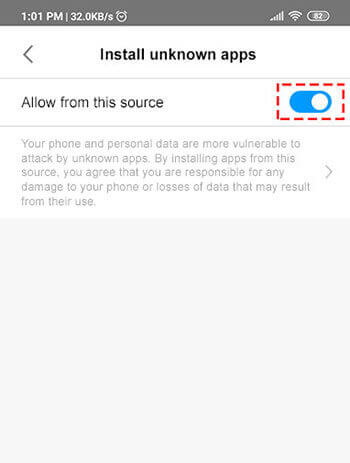 1:01 PM | 32.0KB/s 82
Install unknown apps
Allow from this source
Your phone and personal data are more vulnerable to
attack by unknown apps. By installing apps from this
source, you agree that you are responsible for any
damage to your phone or losses of data that may result
from their use.